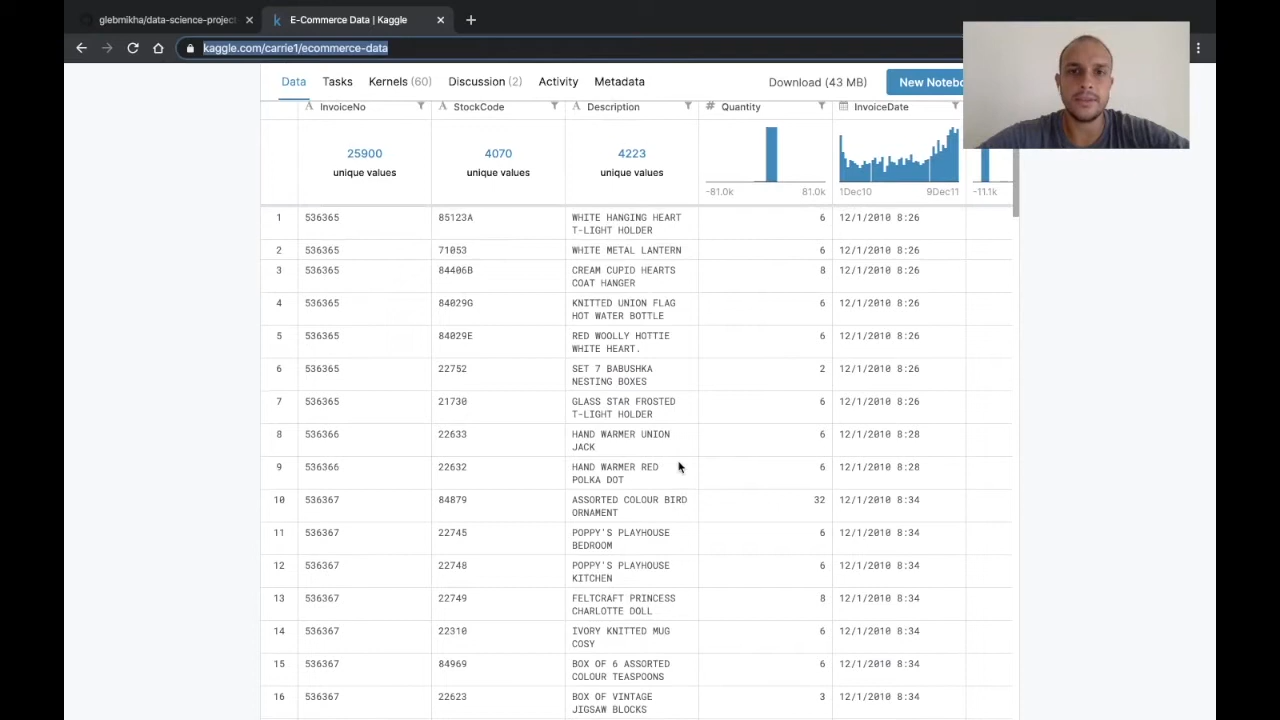 glebmikha/data-science-project
E-Commerce Data | Kaggle
kaggle.com/carrie1/ecommerce-data
Data Tasks Kernels (60) Discussion (2) Activity Metadata Download (43 MB) New Notebo
InvoiceNo StockCode Description # Quantity InvoiceDate
25900 4070 4223
unique values unique values unique values
-81.0k 81.0k 1Dec10 9Dec11 -11.1k
1 536365 85123A WHITE HANGING HEART 6 12/1/2010 8:26
T-LIGHT HOLDER
2 536365 71053 WHITE METAL LANTERN 6 12/1/2010 8:26
3 536365 84406B CREAM CUPID HEARTS 8 12/1/2010 8:26
COAT HANGER
4 536365 84029G KNITTED UNION FLAG 6 12/1/2010 8:26
HOT WATER BOTTLE
5 536365 84029E RED WOOLLY HOTTIE 6 12/1/2010 8:26
WHITE HEART.
6 536365 22752 SET 7 BABUSHKA 2 12/1/2010 8:26
NESTING BOXES
7 536365 21730 GLASS STAR FROSTED 6 12/1/2010 8:26
T-LIGHT HOLDER
8 536366 22633 HAND WARMER UNION 6 12/1/2010 8:28
JACK
9 536366 22632 HAND WARMER RED 6 12/1/2010 8:28
POLKA DOT
10 536367 84879 ASSORTED COLOUR BIRD 32 12/1/2010 8:34
ORNAMENT
11 536367 22745 POPPY'S PLAYHOUSE 6 12/1/2010 8:34
BEDROOM
12 536367 22748 POPPY'S PLAYHOUSE 6 12/1/2010 8:34
KITCHEN
13 536367 22749 FELTCRAFT PRINCESS 8 12/1/2010 8:34
CHARLOTTE DOLL
14 536367 22310 IVORY KNITTED MUG 6 12/1/2010 8:34
COSY
15 536367 84969 BOX OF 6 ASSORTED 6 12/1/2010 8:34
COLOUR TEASPOONS
16 536367 22623 BOX OF VINTAGE 3 12/1/2010 8:34
JIGSAW BLOCKS